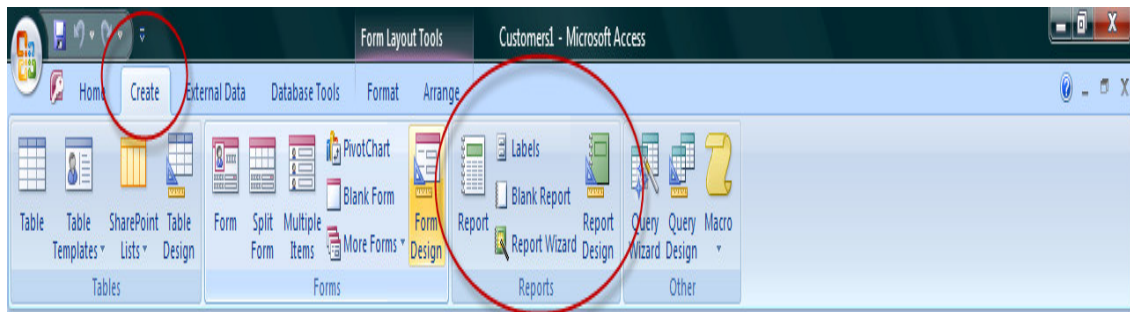 Form Layout Tools
Customers1 - Microsoft Access
Home
Create
External Data
Database Tools
Format
Arrange
Table
Table
Templates
SharePoint
Lists
Table
Design
Tables
Form
Split
Form
Multiple
Items
PivotChart
Blank Form
More Forms
Form
Design
Forms
Report
Labels
Blank Report
Report Wizard
Report
Design
Reports
Query
Wizard
Query
Design
Macro
Other